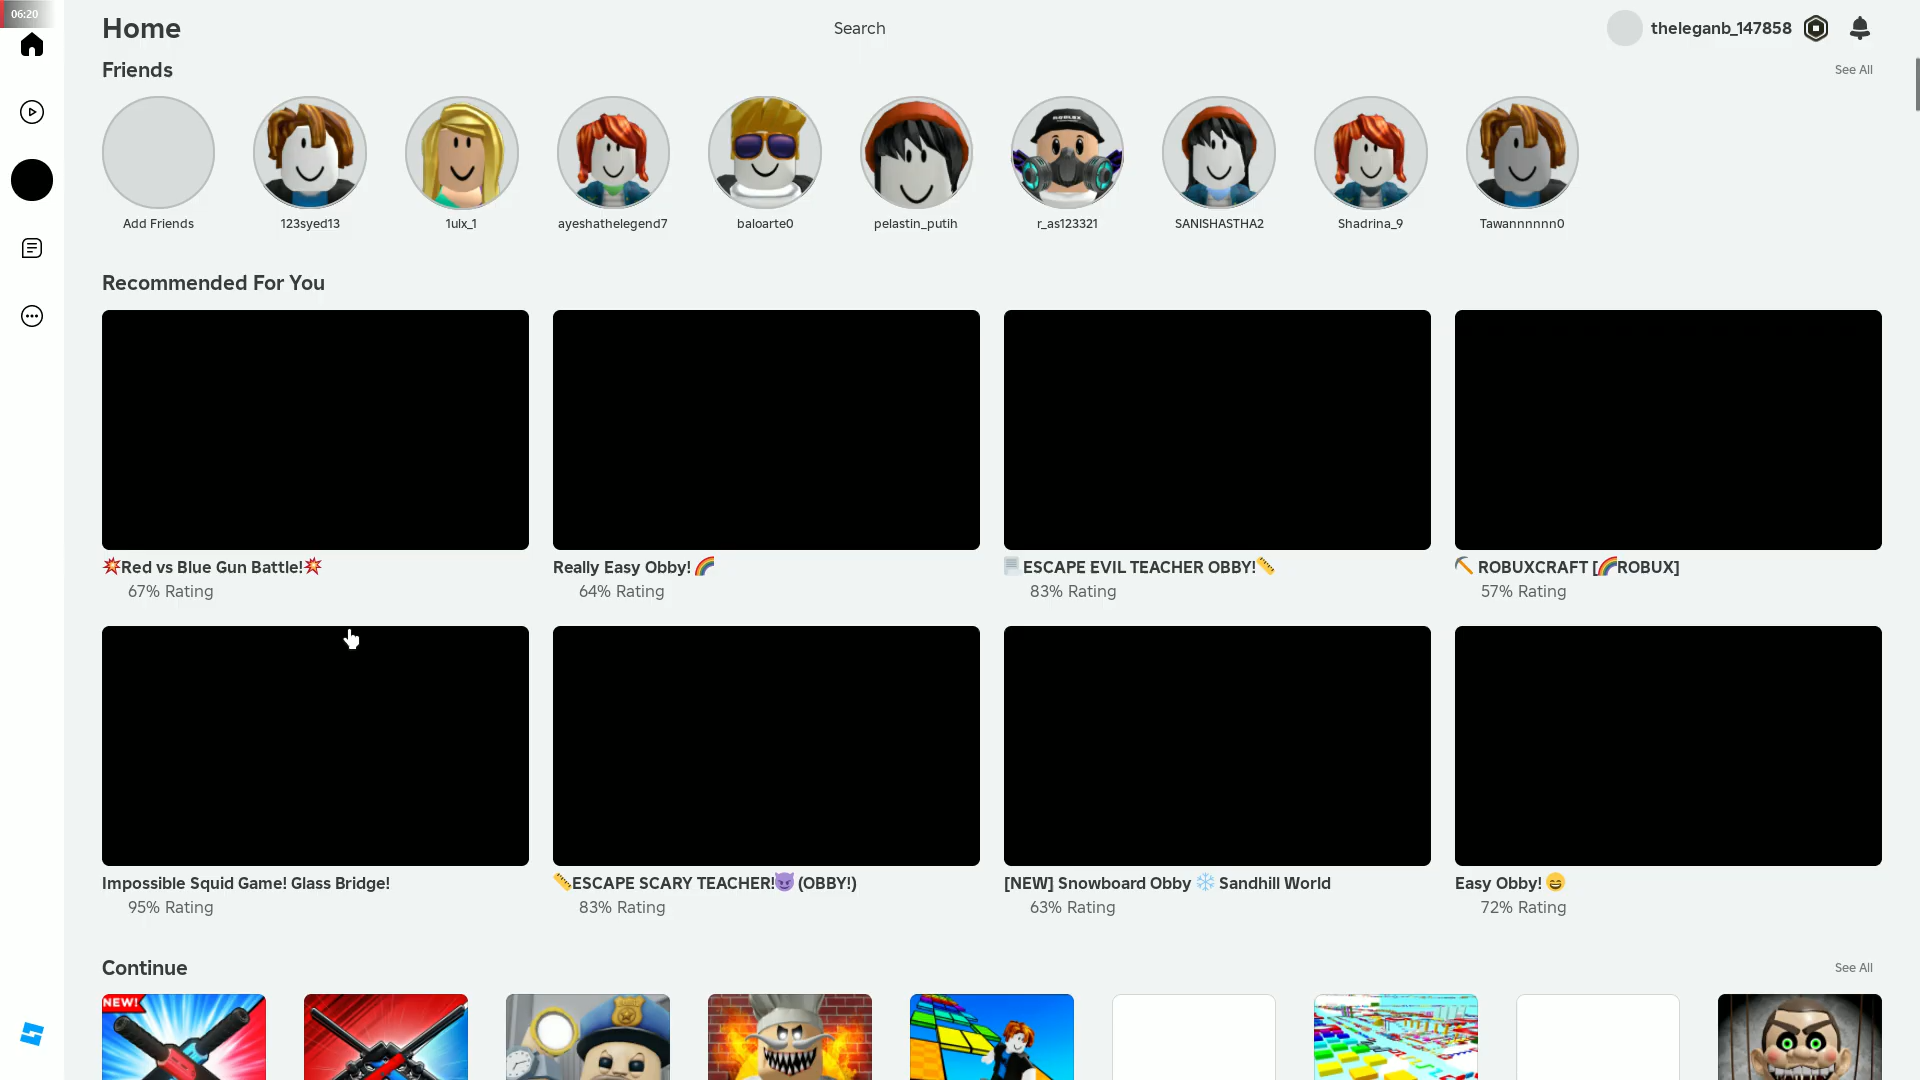 06:20
Home
Search
theleganb_147858
Friends
See All
Add Friends
123syed13
1ulx_1
ayeshathelegend7
baloarte0
pelastin_putih
ROBLOX
r_as123321
SANISHASTHA2
Shadrina_9
Tawannnnnn0
Recommended For You
💥Red vs Blue Gun Battle!💥
67% Rating
Really Easy Obby! 🌈
64% Rating
📃ESCAPE EVIL TEACHER OBBY!📏
83% Rating
⛏️ ROBUXCRAFT [🌈ROBUX]
57% Rating
Impossible Squid Game! Glass Bridge!
95% Rating
📏ESCAPE SCARY TEACHER!😈 (OBBY!)
83% Rating
[NEW] Snowboard Obby ❄️ Sandhill World
63% Rating
Easy Obby! 😄
72% Rating
Continue
See All
NEW!